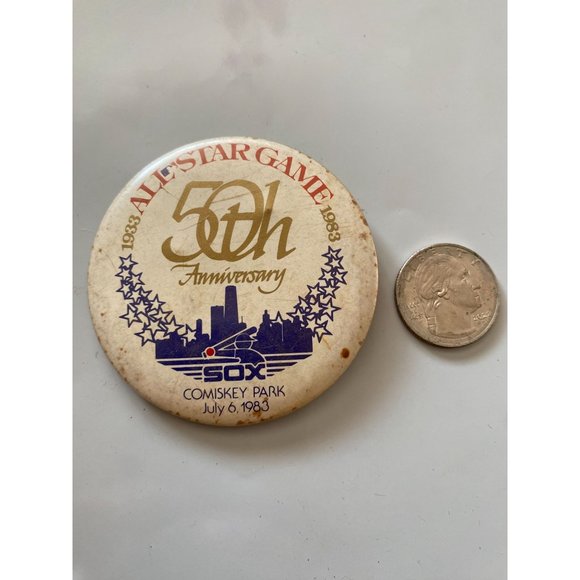 1933 ALL STAR GAME 1983
50th
Anniversary
SOX
COMISKEY PARK
July 6, 1983